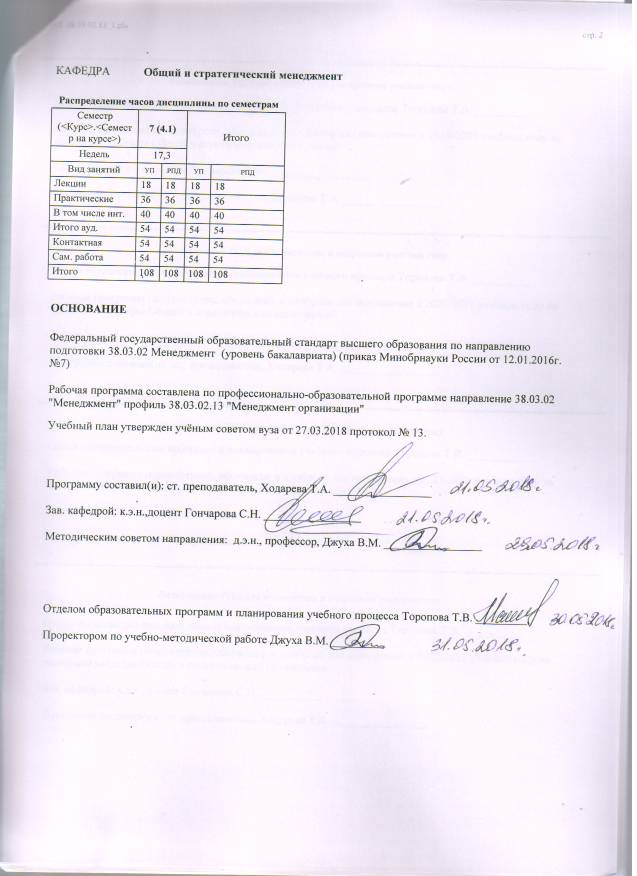 стр. 2
КАФЕДРА Общий и стратегический менеджмент
Распределение часов дисциплины по семестрам
Семестр (<Курс>.<Семестр на курсе>) 7 (4.1) Итого
Недель 17,3
Вид занятий УП РПД УП РПД
Лекции 18 18 18 18
Практические 36 36 36 36
В том числе инт. 40 40 40 40
Итого ауд. 54 54 54 54
Контактная 54 54 54 54
Сам. работа 54 54 54 54
Итого 108 108 108 108
ОСНОВАНИЕ
Федеральный государственный образовательный стандарт высшего образования по направлению
подготовки 38.03.02 Менеджмент (уровень бакалавриата) (приказ Минобрнауки России от 12.01.2016г.
№7)
Рабочая программа составлена по профессионально-образовательной программе направление 38.03.02
"Менеджмент" профиль 38.03.02.13 "Менеджмент организации"
Учебный план утвержден учёным советом вуза от 27.03.2018 протокол № 13.
Программу составил(и): ст. преподаватель, Ходарева Т.А. 21.05.2018г
Зав. кафедрой: к.э.н.,доцент Гончарова С.Н. 21.05.2018г.
Методическим советом направления: д.э.н., профессор, Джуха В.М. 29.05.2018г
Отделом образовательных программ и планирования учебного процесса Торопова Т.В. 30.05.2018г.
Проректором по учебно-методической работе Джуха В.М. 31.05.2018г.